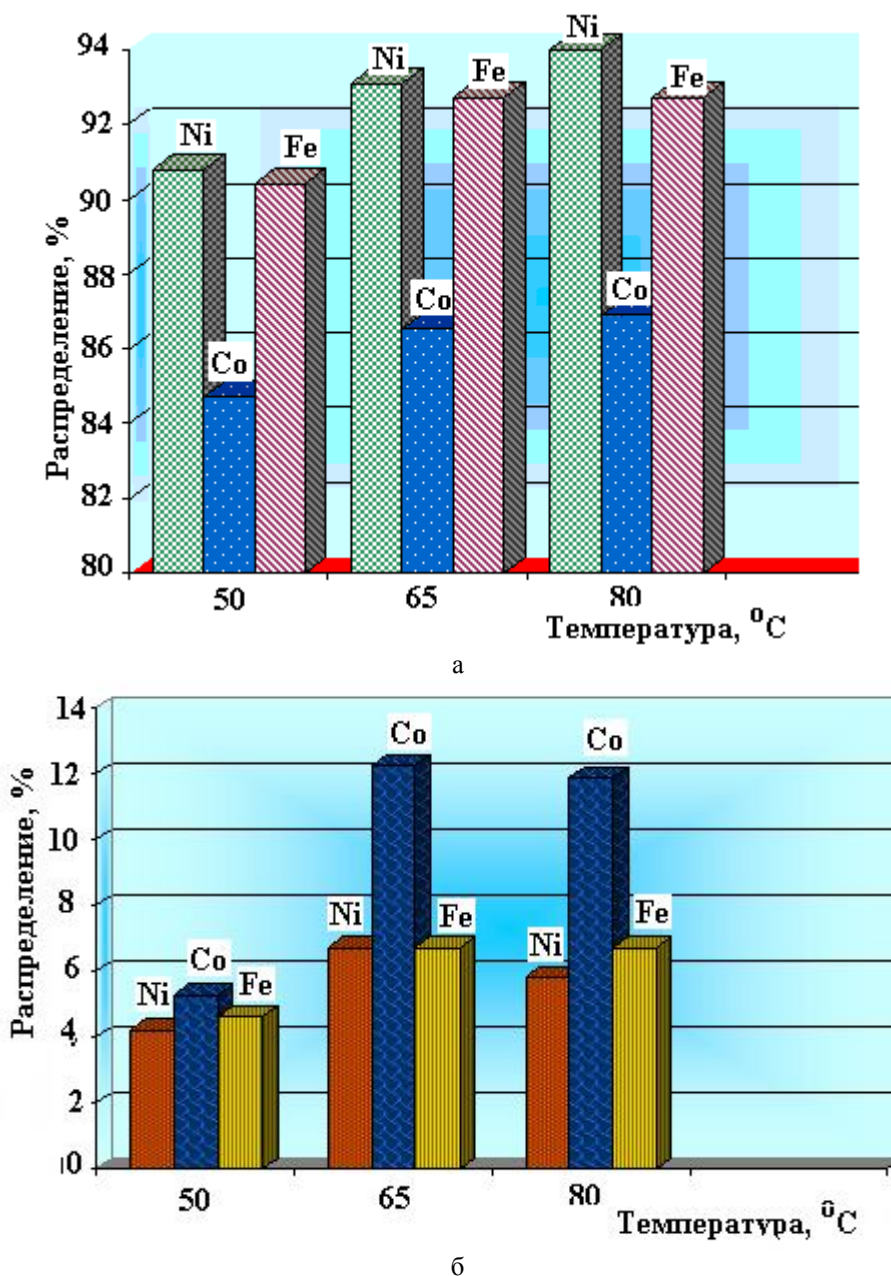 94
92
90
88
86
84
82
80
Распределение, %
Ni
Co
Fe
Ni
Co
Fe
Ni
Co
Fe
50 65 80
Температура, °C
а
14
12
10
8
6
4
2
0
Распределение, %
Ni
Co
Fe
Ni
Co
Fe
Ni
Co
Fe
50 65 80
Температура, °C
б